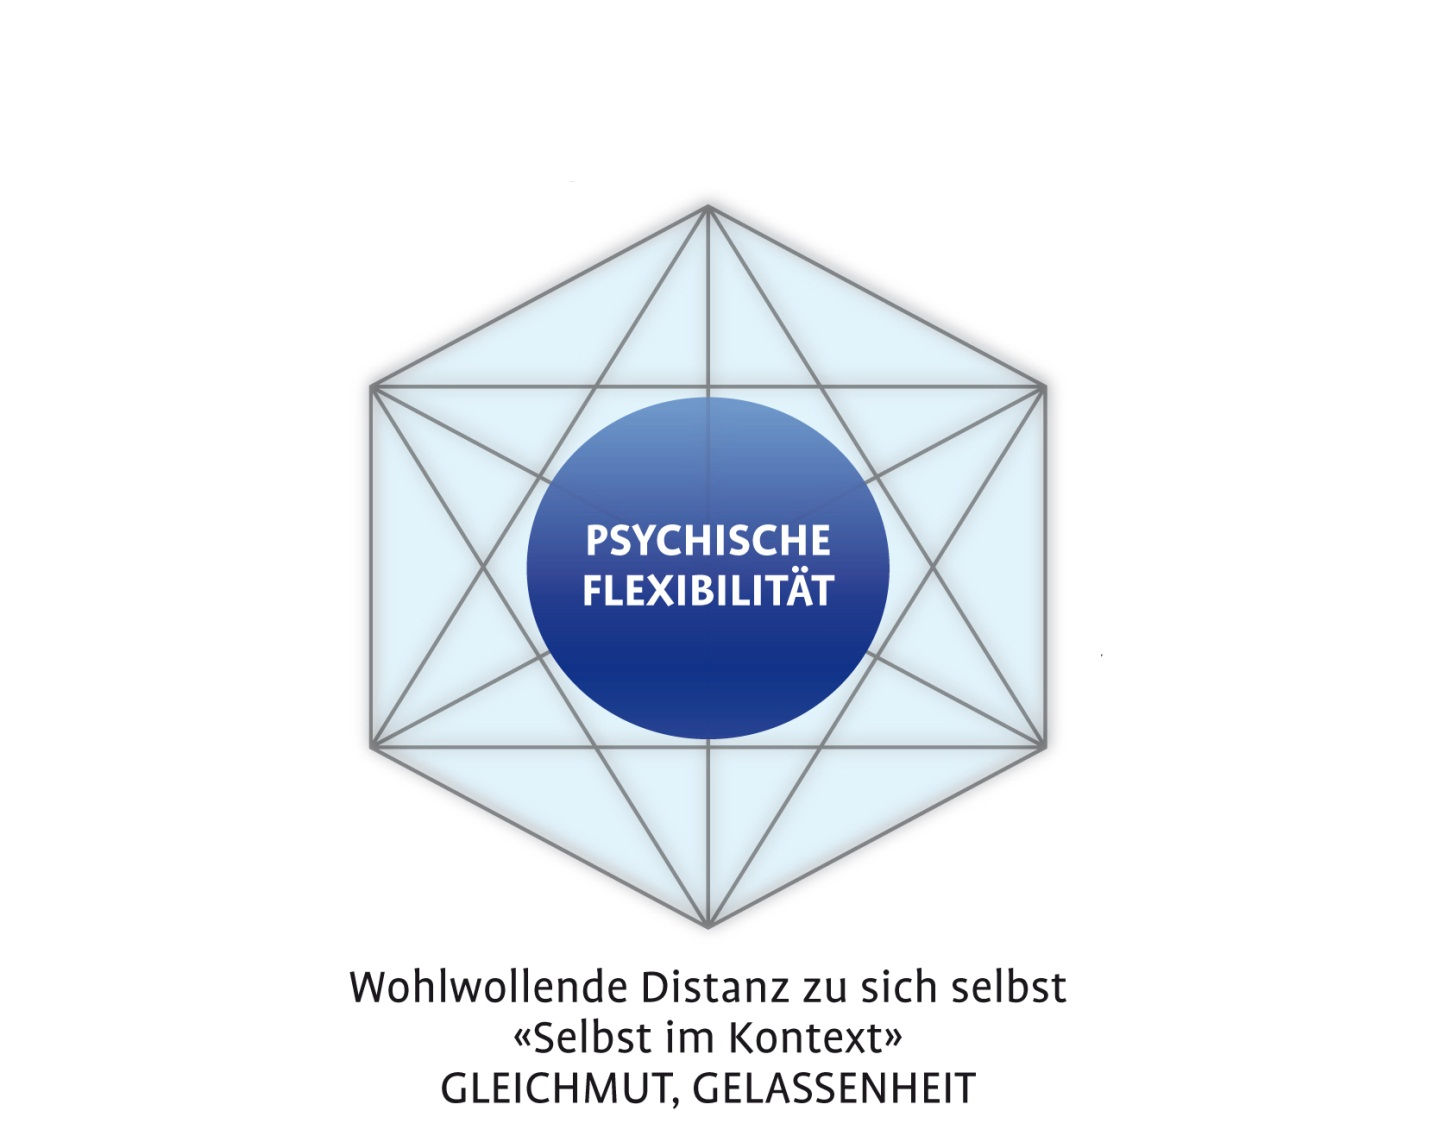 PSYCHISCHE
FLEXIBILITÄT
Wohlwollende Distanz zu sich selbst
«Selbst im Kontext»
GLEICHMUT, GELASSENHEIT